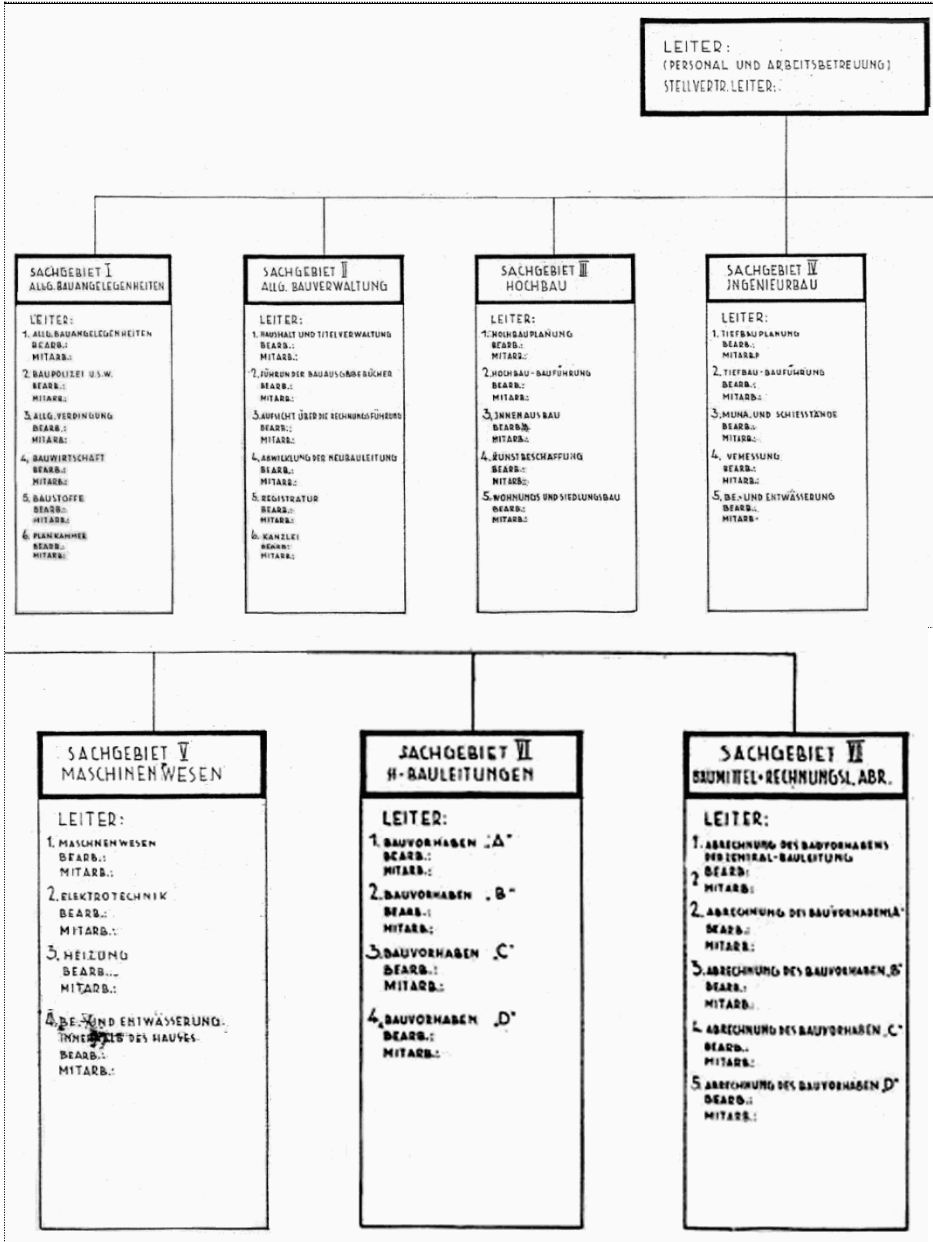 LEITER:
(PERSONAL UND ARBEITSBETREUUNG)
STELLVERTR. LEITER:
SACHGEBIET I
ALLG. BAUANGELEGENHEITEN
LEITER:
1. ALLG. BAUANGELEGENHEITEN
BEARB.:
MITARB.:
2. BAUPOLIZEI U.S.W.
BEARB.:
MITARB.:
3. ALLG. VERDINGUNG
BEARB.:
MITARB:
4. BAUWIRTSCHAFT
BEARB.:
MITARB:
5. BAUSTOFFE
BEARB.:
MITARB.:
6. PLANKAMMER
BEARB.:
MITARB:
SACHGEBIET II
ALLG. BAUVERWALTUNG
LEITER:
1. HAUSHALT UND TITELVERWALTUNG
BEARB.:
MITARB.:
2. FÜHRUN DER BAUAUSGABEBÜCHER
BEARB.:
MITARB.:
3. AUFSICHT ÜBER DIE RECHNUNGSFÜHRUNG
BEARB.:
MITARB.:
4. ABWICKLUNG DER NEUBAULEITUNG
BEARB.:
MITARB.:
5. REGISTRATUR
BEARB.:
MITARB.:
6. KANZLEI
BEARB.:
MITARB.:
SACHGEBIET III
HOCHBAU
LEITER:
1. HOCHBAUPLANUNG
BEARB.:
MITARB.:
2. HOCHBAU - BAUFÜHRUNG
BEARB.:
MITARB.:
3. JNNENAUSBAU
BEARB.
MITARB.:
4. KUNSTBESCHAFFUNG
BEARB.:
MITARB.:
5. WOHNUNGS UND SIEDLUNGSBAU
BEARB.:
MITARB.:
SACHGEBIET IV
JNGENIEURBAU
LEITER:
1. TIEFBAUPLANUNG
BEARB.:
MITARB.
2. TIEFBAU - BAUFÜHRUNG
BEARB.:
MITARB.:
3. MUNA. UND SCHIESSTÄNDE
BEARB.:
MITARB.:
4. VEMESSUNG
BEARB.:
MITARB.:
5. BE.- UND ENTWÄSSERUNG
BEARB.:
MITARB.
SACHGEBIET V
MASCHINENWESEN
LEITER:
1. MASCHNENWESEN
BEARB.:
MITARB.:
2. ELEKTROTECHNIK
BEARB.:
MITARB.:
3. HEIZUNG
BEARB.:
MITARB.:
4. BE.- UND ENTWÄSSERUNG
INNERHALB DES HAUSES
BEARB.:
MITARB.:
SACHGEBIET VI
SS-BAULEITUNGEN
LEITER:
1. BAUVORHABEN „A"
BEARB.:
MITARB.:
2. BAUVORHABEN „B"
BEARB.:
MITARB.:
3. BAUVORHABEN „C"
BEARB.:
MITARB.:
4. BAUVORHABEN „D"
BEARB.:
MITARB.:
SACHGEBIET VII
BAUMITTEL + RECHNUNGSL. ABR.
LEITER:
1. ABRECHNUNG DES BAUVORHABENS
DER ZENTRAL-BAULEITUNG
BEARB:
MITARB:
2. ABRECHNUNG DES BAUVORHABEN „A"
BEARB.:
MITARB.:
3. ABRECHNUNG DES BAUVORHABEN „B"
BEARB.:
MITARB.:
4. ABRECHNUNG DES BAUVORHABEN „C"
BEARB.:
MITARB.:
5. ABRECHNUNG DES BAUVORHABEN „D"
BEARB.:
MITARB.: